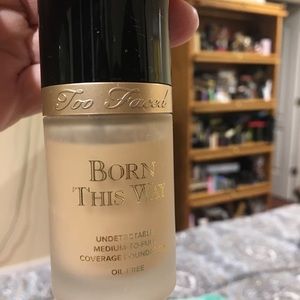 Too Faced
BORN
THIS WAY
UNDETECTABLE
MEDIUM-TO-FULL
COVERAGE FOUNDATION
OIL-FREE